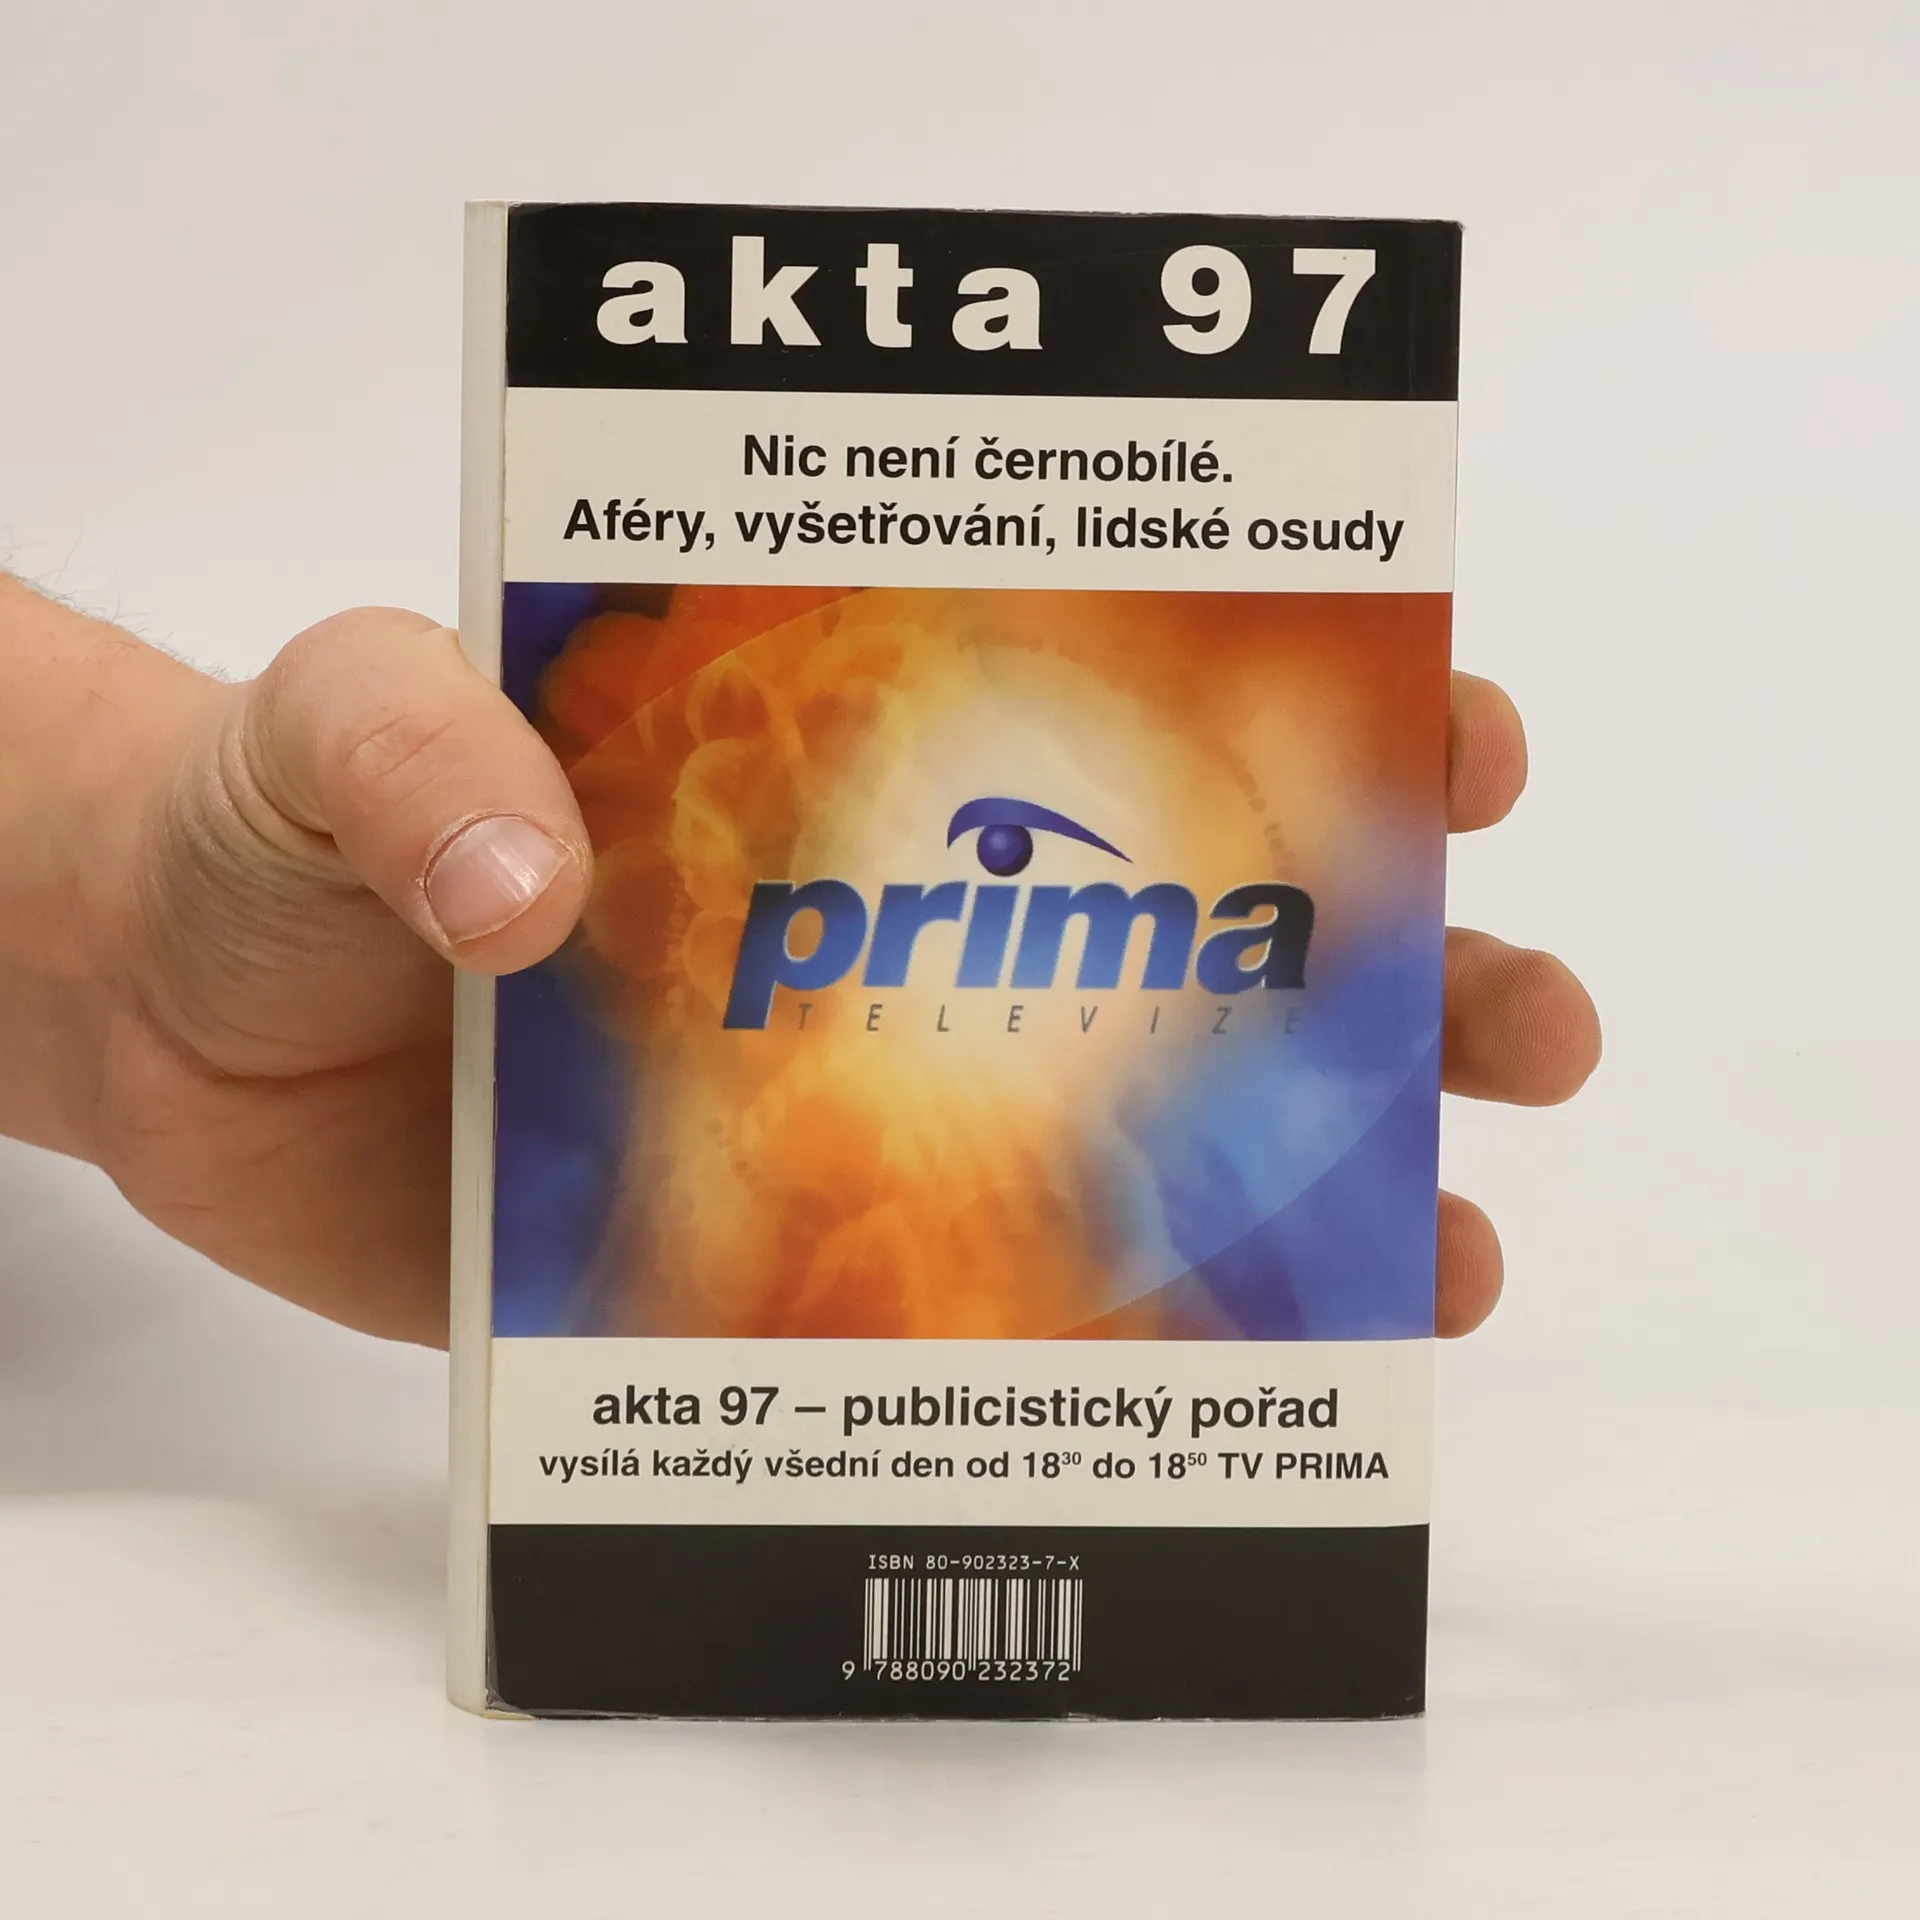 akta 97
Nic není černobílé.
Aféry, vyšetřování, lidské osudy
prima
TELEVIZE
akta 97 – publicistický pořad
vysílá každý všední den od 18³⁰ do 18⁵⁰ TV PRIMA
ISBN 80-902323-7-X
9 788090 232372